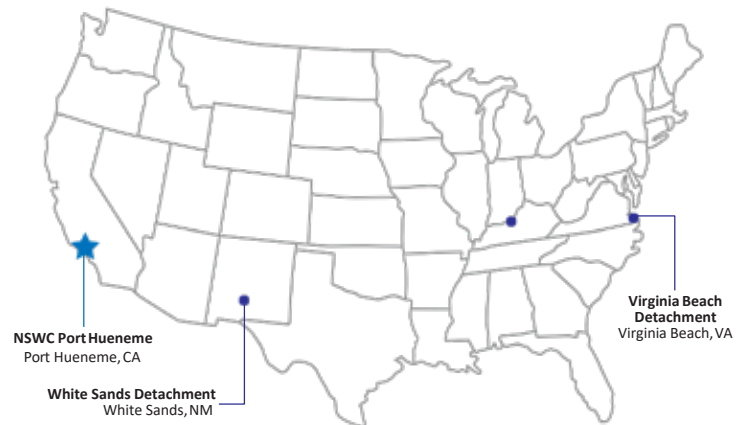 NSWC Port Hueneme
Port Hueneme, CA
White Sands Detachment
White Sands, NM
Virginia Beach
Detachment
Virginia Beach, VA